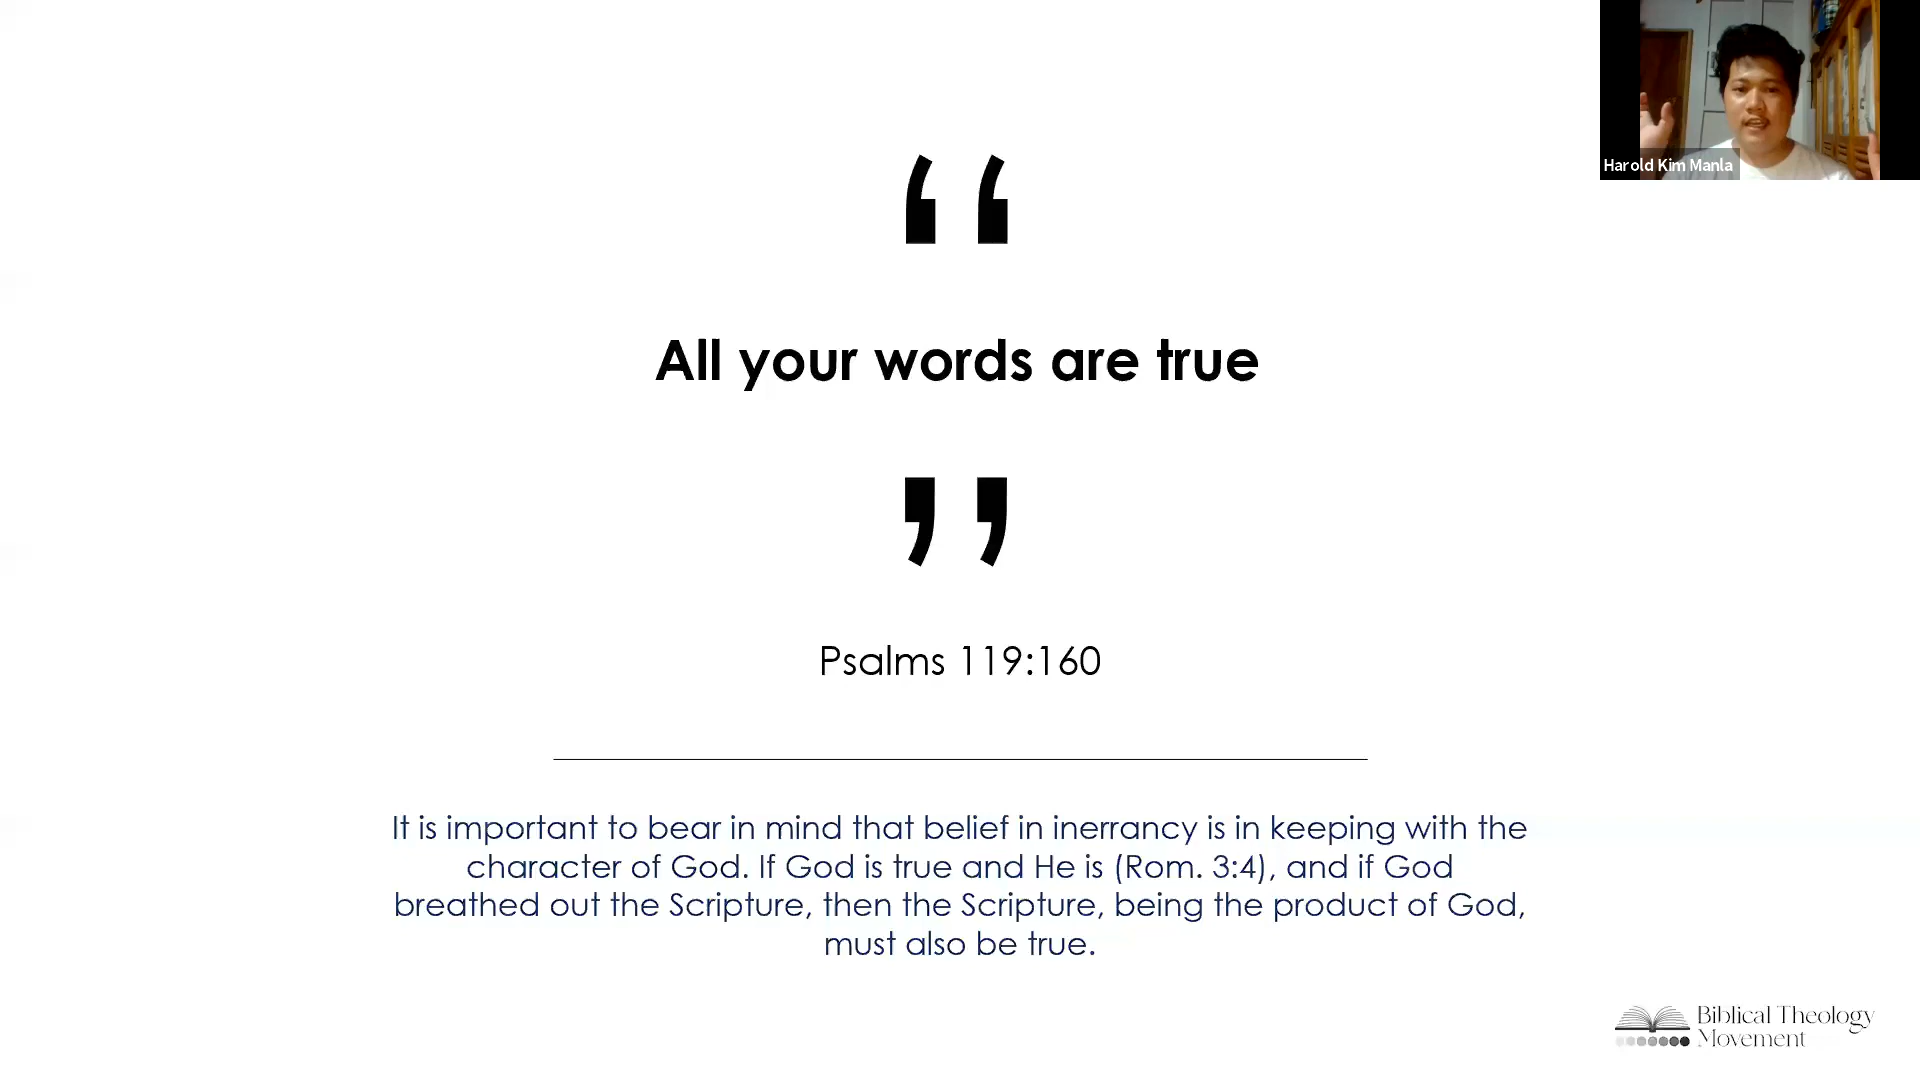 Harold Kim Manla
“
All your words are true
”
Psalms 119:160
It is important to bear in mind that belief in inerrancy is in keeping with the
character of God. If God is true and He is (Rom. 3:4), and if God
breathed out the Scripture, then the Scripture, being the product of God,
must also be true.
Biblical Theology
Movement